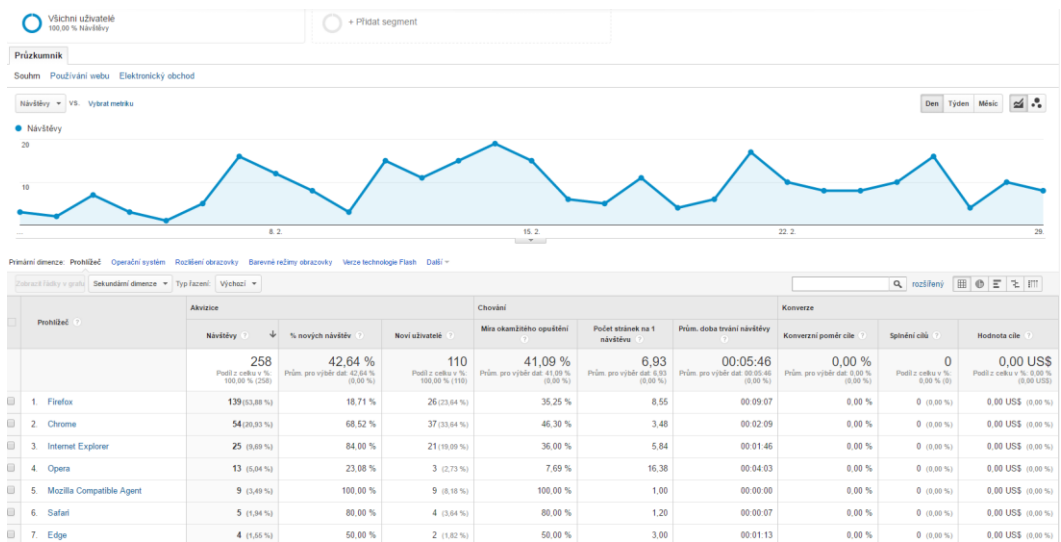 Všichni uživatelé
100,00 % Návštěvy
+ Přidat segment
Průzkumník
Souhrn Používání webu Elektronický obchod
Návštěvy VS. Vybrat metriku
Den Týden Měsíc
Návštěvy
20
10
... 8. 2. 15. 2. 22. 2. 29.
Primární dimenze: Prohlížeč Operační systém Rozlišení obrazovky Barevné režimy obrazovky Verze technologie Flash Další
Zobrazit řádky v grafu Sekundární dimenze Typ řazení: Výchozí rozšířený
Akvizice Chování Konverze
Prohlížeč Návštěvy % nových návštěv Noví uživatelé Míra okamžitého opuštění Počet stránek na 1 návštěvu Prům. doba trvání návštěvy Konverzní poměr cíle Splnění cílů Hodnota cíle
258 42,64 % 110 41,09 % 6,93 00:05:46 0,00 % 0 0,00 US$
Podíl z celku v %: 100,00 % (258) Prům. pro výběr dat: 42,64 % (0,00 %) Podíl z celku v %: 100,00 % (110) Prům. pro výběr dat: 41,09 % (0,00 %) Prům. pro výběr dat: 6,93 (0,00 %) Prům. pro výběr dat: 00:05:46 (0,00 %) Prům. pro výběr dat: 0,00 % (0,00 %) Podíl z celku v %: 0,00 % (0) Podíl z celku v %: 0,00 % (0,00 US$)
1. Firefox 139 (53,88 %) 18,71 % 26 (23,64 %) 35,25 % 8,55 00:09:07 0,00 % 0 (0,00 %) 0,00 US$ (0,00 %)
2. Chrome 54 (20,93 %) 68,52 % 37 (33,64 %) 46,30 % 3,48 00:02:09 0,00 % 0 (0,00 %) 0,00 US$ (0,00 %)
3. Internet Explorer 25 (9,69 %) 84,00 % 21 (19,09 %) 36,00 % 5,84 00:01:46 0,00 % 0 (0,00 %) 0,00 US$ (0,00 %)
4. Opera 13 (5,04 %) 23,08 % 3 (2,73 %) 7,69 % 16,38 00:04:03 0,00 % 0 (0,00 %) 0,00 US$ (0,00 %)
5. Mozilla Compatible Agent 9 (3,49 %) 100,00 % 9 (8,18 %) 100,00 % 1,00 00:00:00 0,00 % 0 (0,00 %) 0,00 US$ (0,00 %)
6. Safari 5 (1,94 %) 80,00 % 4 (3,64 %) 80,00 % 1,20 00:00:07 0,00 % 0 (0,00 %) 0,00 US$ (0,00 %)
7. Edge 4 (1,55 %) 50,00 % 2 (1,82 %) 50,00 % 3,00 00:01:13 0,00 % 0 (0,00 %) 0,00 US$ (0,00 %)